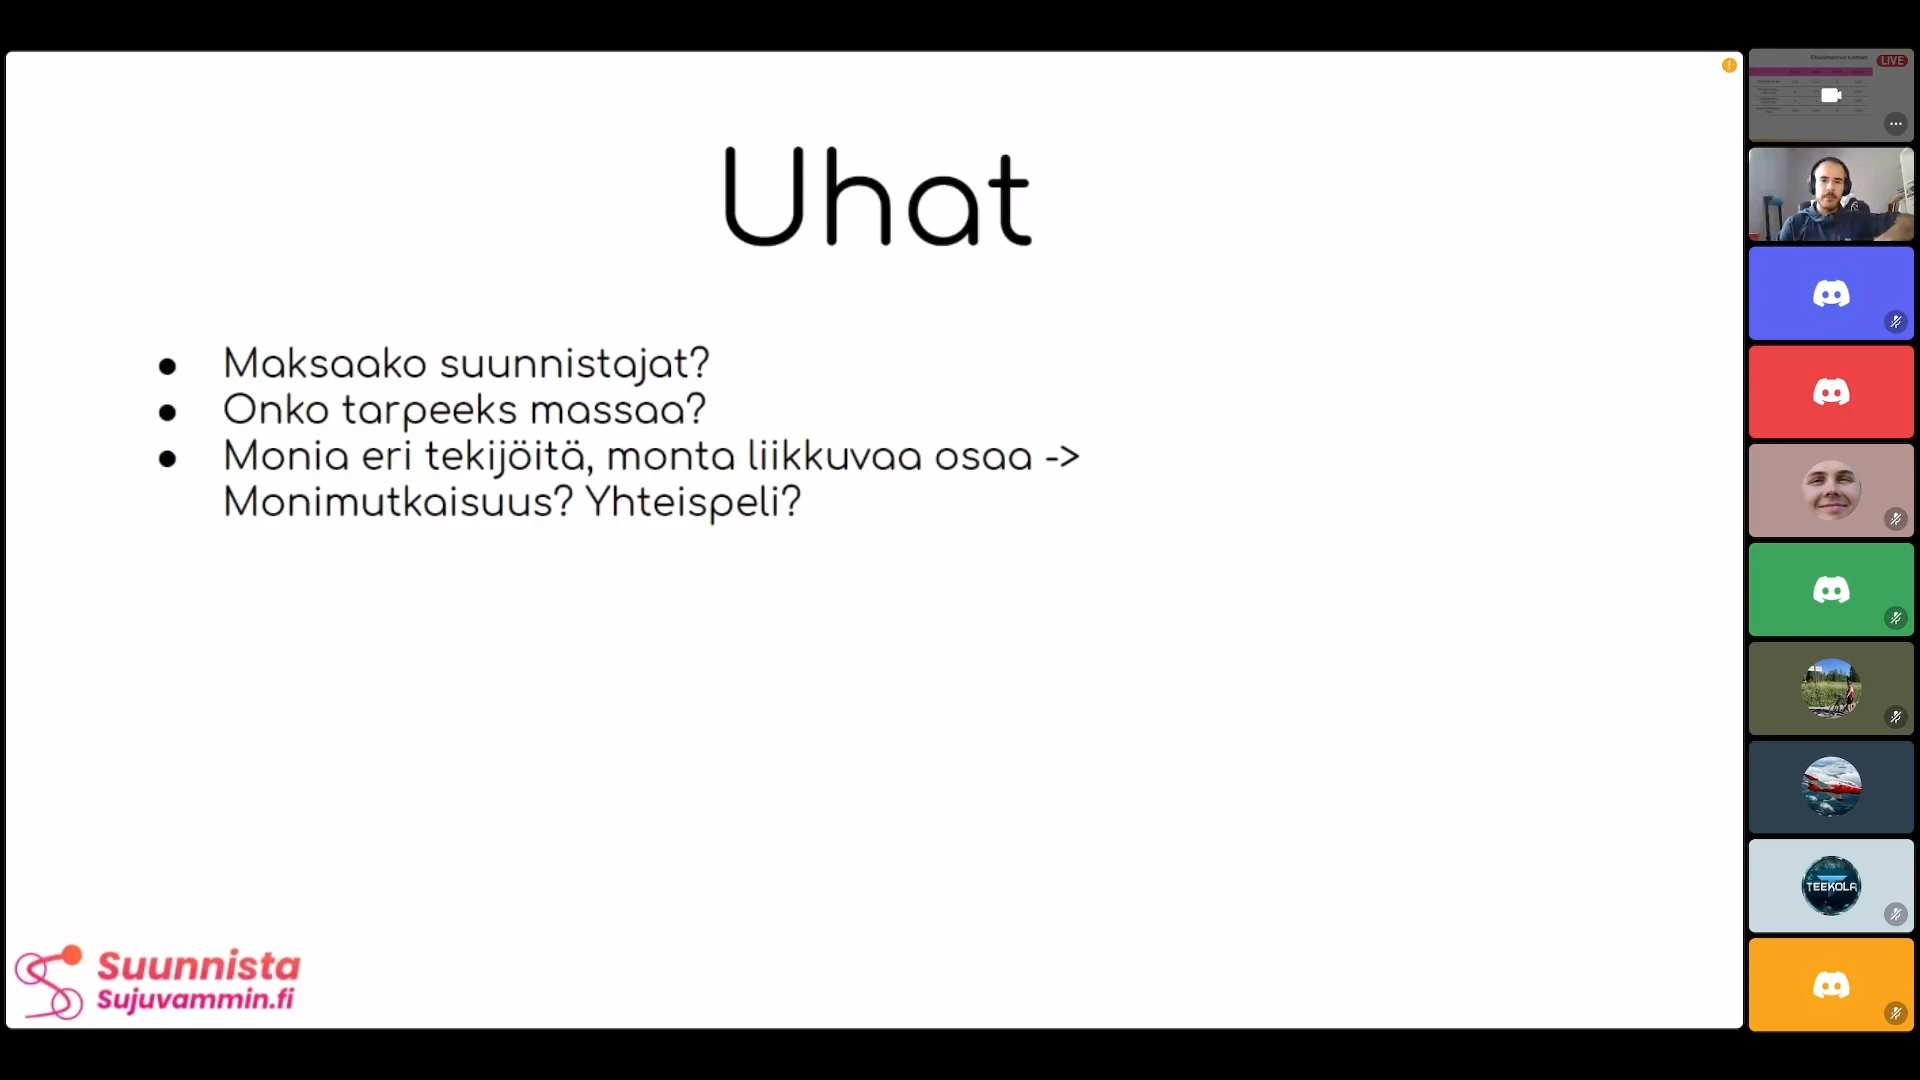 Uhat
● Maksaako suunnistajat?
● Onko tarpeeks massaa?
● Monia eri tekijöitä, monta liikkuvaa osaa ->
Monimutkaisuus? Yhteispeli?
Suunnista
Sujuvammin.fi
LIVE
TEEKOLA